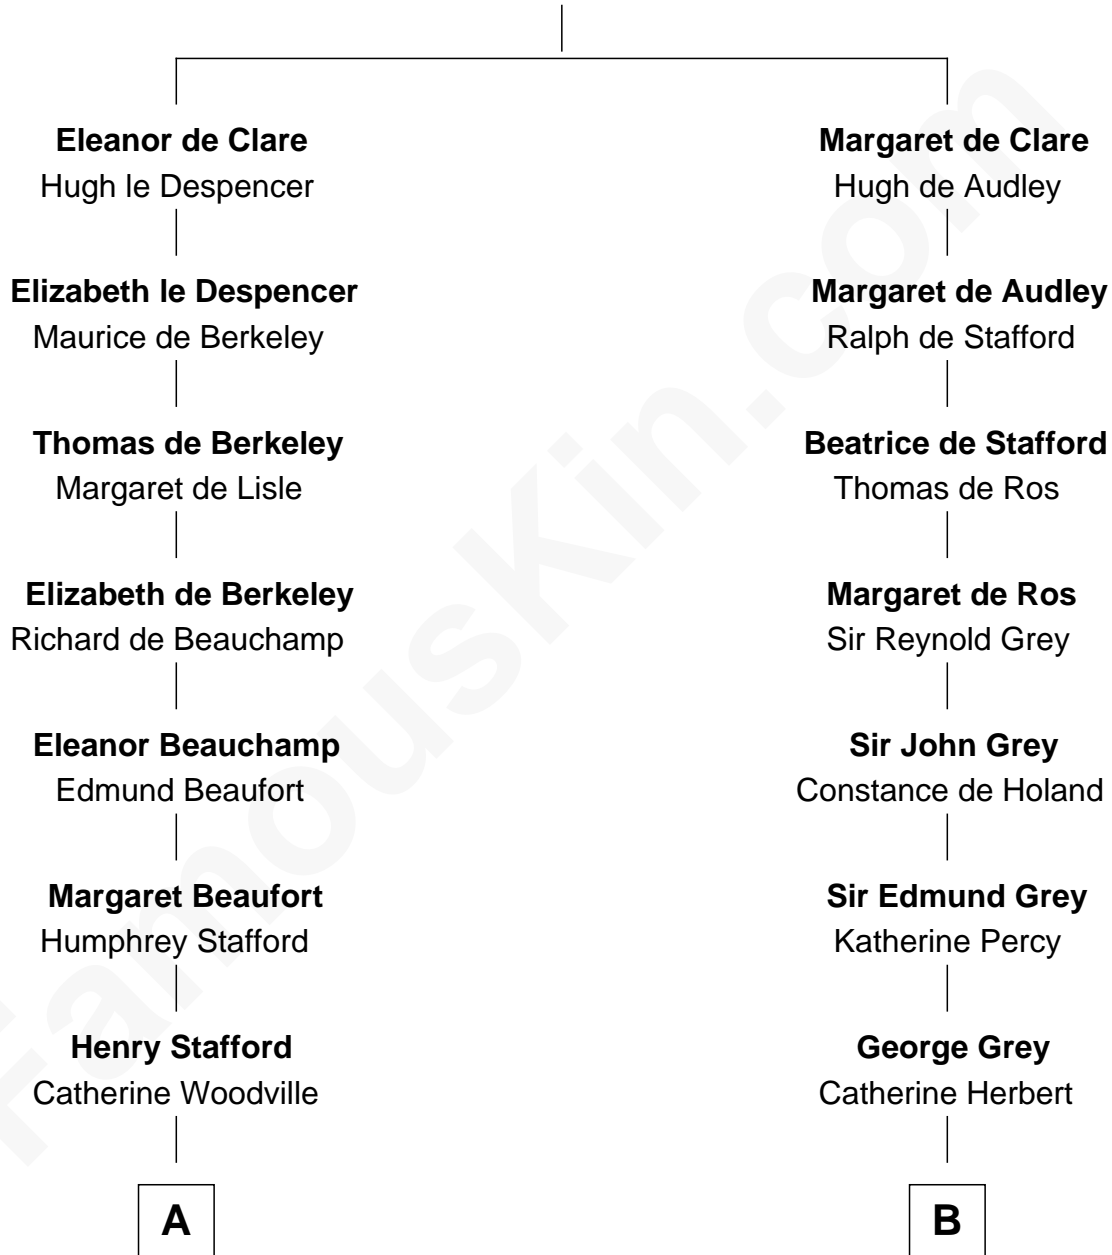 Eleanor de Clare
Hugh le Despencer
Elizabeth le Despencer
Maurice de Berkeley
Thomas de Berkeley
Margaret de Lisle
Elizabeth de Berkeley
Richard de Beauchamp
Eleanor Beauchamp
Edmund Beaufort
Margaret Beaufort
Humphrey Stafford
Henry Stafford
Catherine Woodville
A
Margaret de Clare
Hugh de Audley
Margaret de Audley
Ralph de Stafford
Beatrice de Stafford
Thomas de Ros
Margaret de Ros
Sir Reynold Grey
Sir John Grey
Constance de Holand
Sir Edmund Grey
Katherine Percy
George Grey
Catherine Herbert
B
FamousKin.com